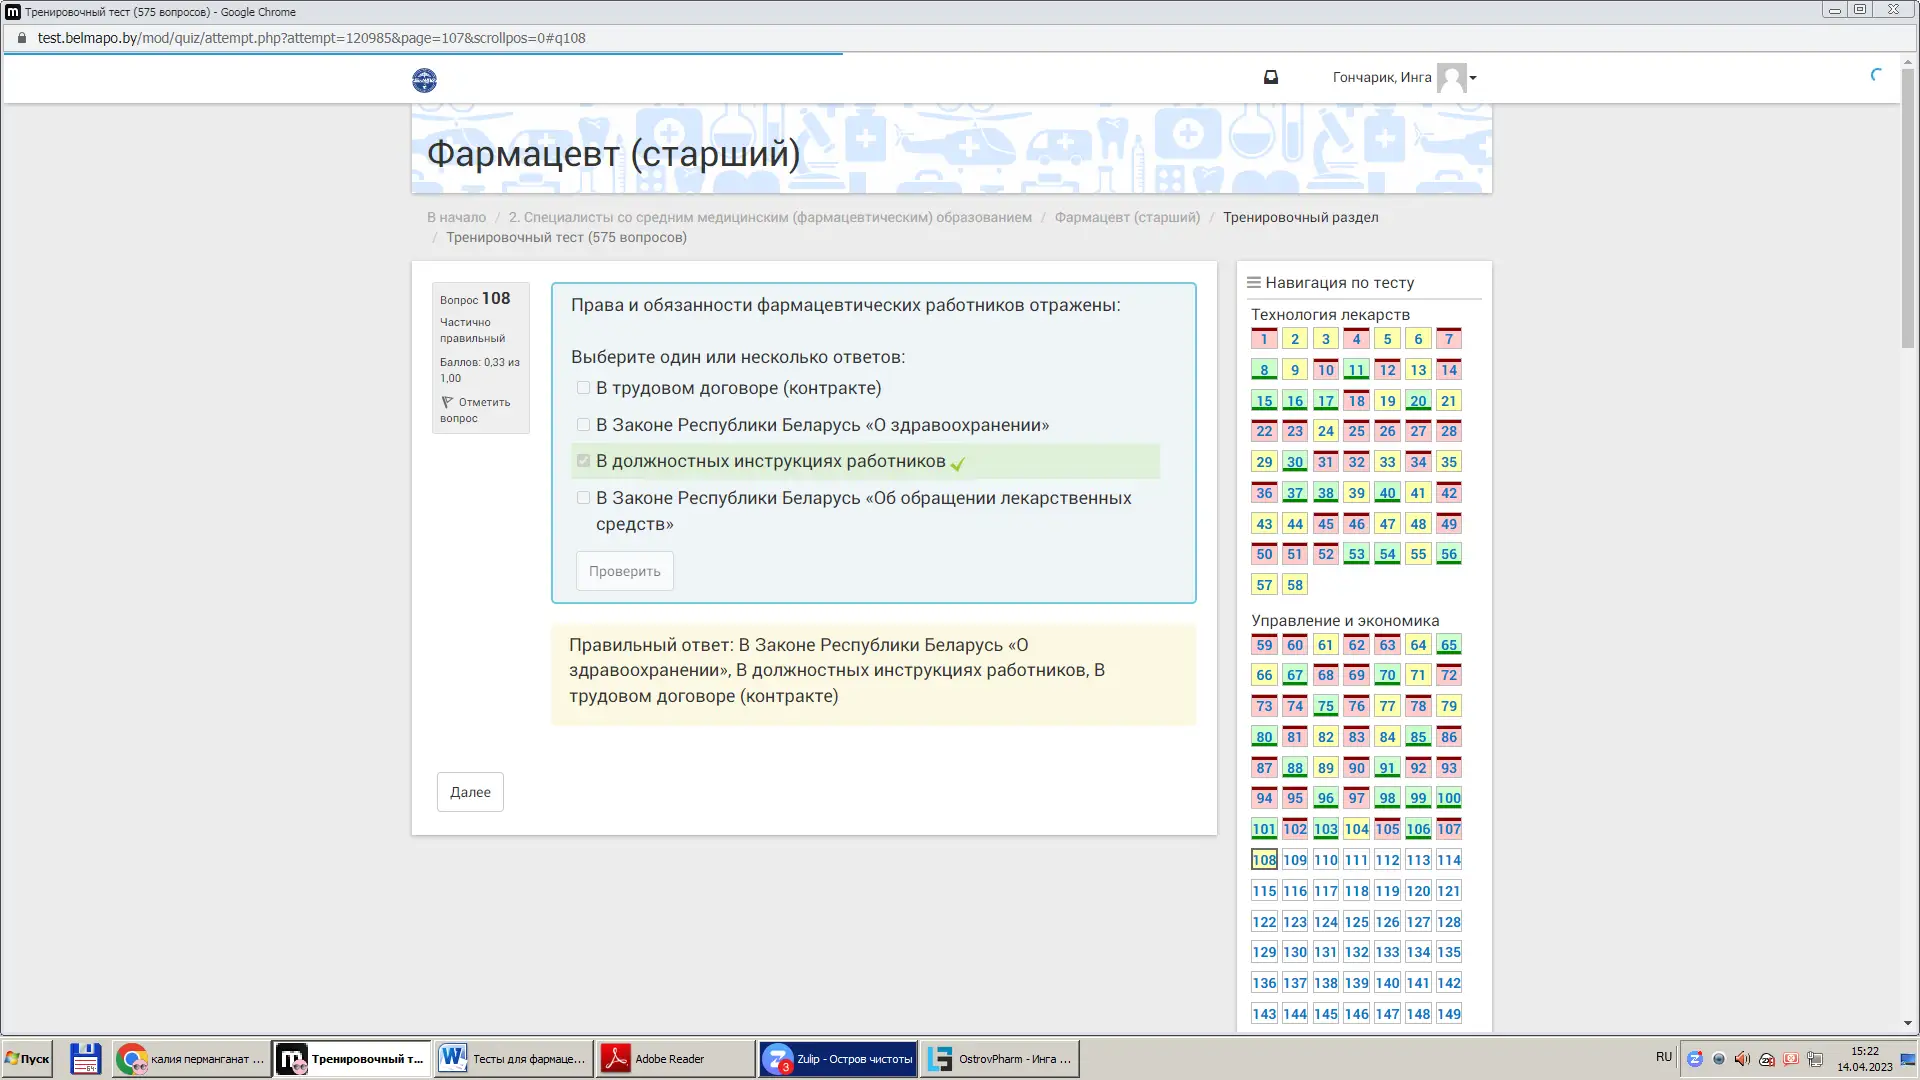 Тренировочный тест (575 вопросов) - Google Chrome
test.belmapo.by/mod/quiz/attempt.php?attempt=120985&page=107&scrollpos=0#q108
Гончарик, Инга
Фармацевт (старший)
В начало / 2. Специалисты со средним медицинским (фармацевтическим) образованием / Фармацевт (старший) / Тренировочный раздел
/ Тренировочный тест (575 вопросов)
Вопрос 108
Частично
правильный
Баллов: 0,33 из
1,00
Отметить
вопрос
Права и обязанности фармацевтических работников отражены:
Выберите один или несколько ответов:
В трудовом договоре (контракте)
В Законе Республики Беларусь «О здравоохранении»
В должностных инструкциях работников
В Законе Республики Беларусь «Об обращении лекарственных
средств»
Проверить
Правильный ответ: В Законе Республики Беларусь «О
здравоохранении», В должностных инструкциях работников, В
трудовом договоре (контракте)
Далее
Навигация по тесту
Технология лекарств
1 2 3 4 5 6 7
8 9 10 11 12 13 14
15 16 17 18 19 20 21
22 23 24 25 26 27 28
29 30 31 32 33 34 35
36 37 38 39 40 41 42
43 44 45 46 47 48 49
50 51 52 53 54 55 56
57 58
Управление и экономика
59 60 61 62 63 64 65
66 67 68 69 70 71 72
73 74 75 76 77 78 79
80 81 82 83 84 85 86
87 88 89 90 91 92 93
94 95 96 97 98 99 100
101 102 103 104 105 106 107
108 109 110 111 112 113 114
115 116 117 118 119 120 121
122 123 124 125 126 127 128
129 130 131 132 133 134 135
136 137 138 139 140 141 142
143 144 145 146 147 148 149
Пуск
64
калия перманганат ...
Тренировочный т...
Тесты для фармаце...
Adobe Reader
3
Zulip - Остров чистоты
OstrovPharm - Инга ...
RU
15:22
14.04.2023